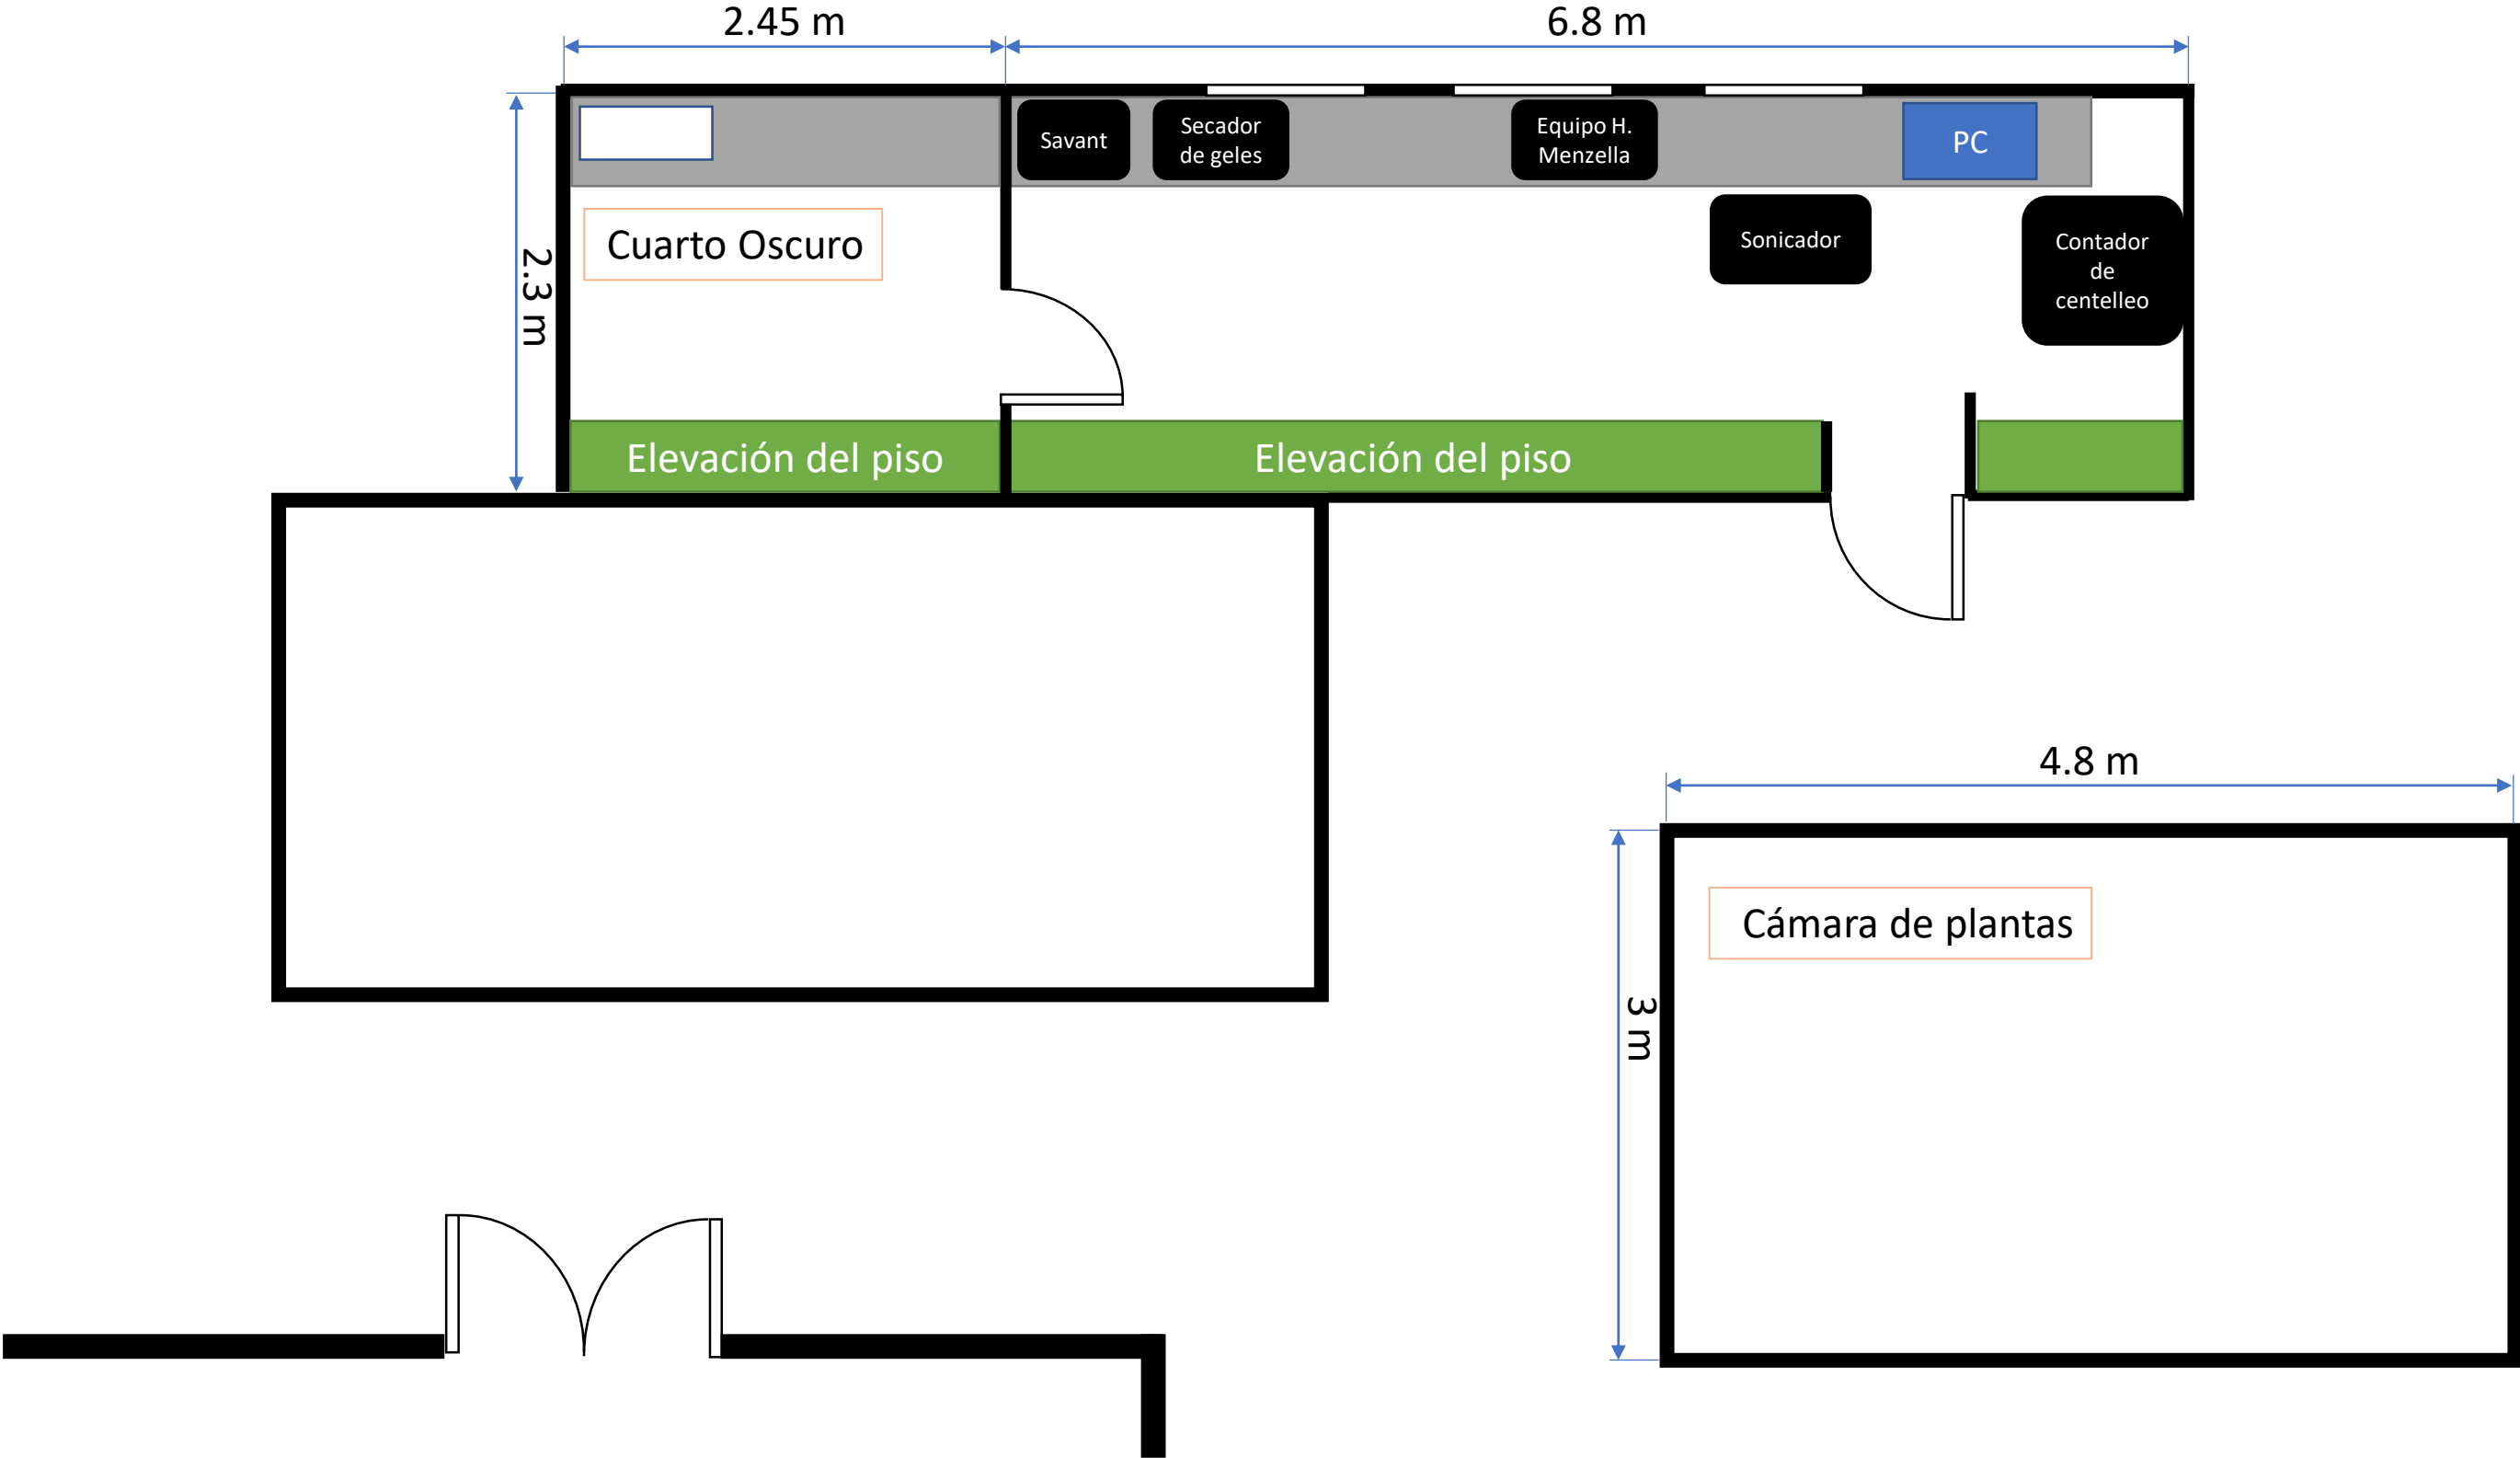 2.45 m
6.8 m
Savant
Secador
de geles
Equipo H.
Menzella
PC
Cuarto Oscuro
2.3 m
Sonicador
Contador
de
centelleo
Elevación del piso
Elevación del piso
4.8 m
Cámara de plantas
3 m